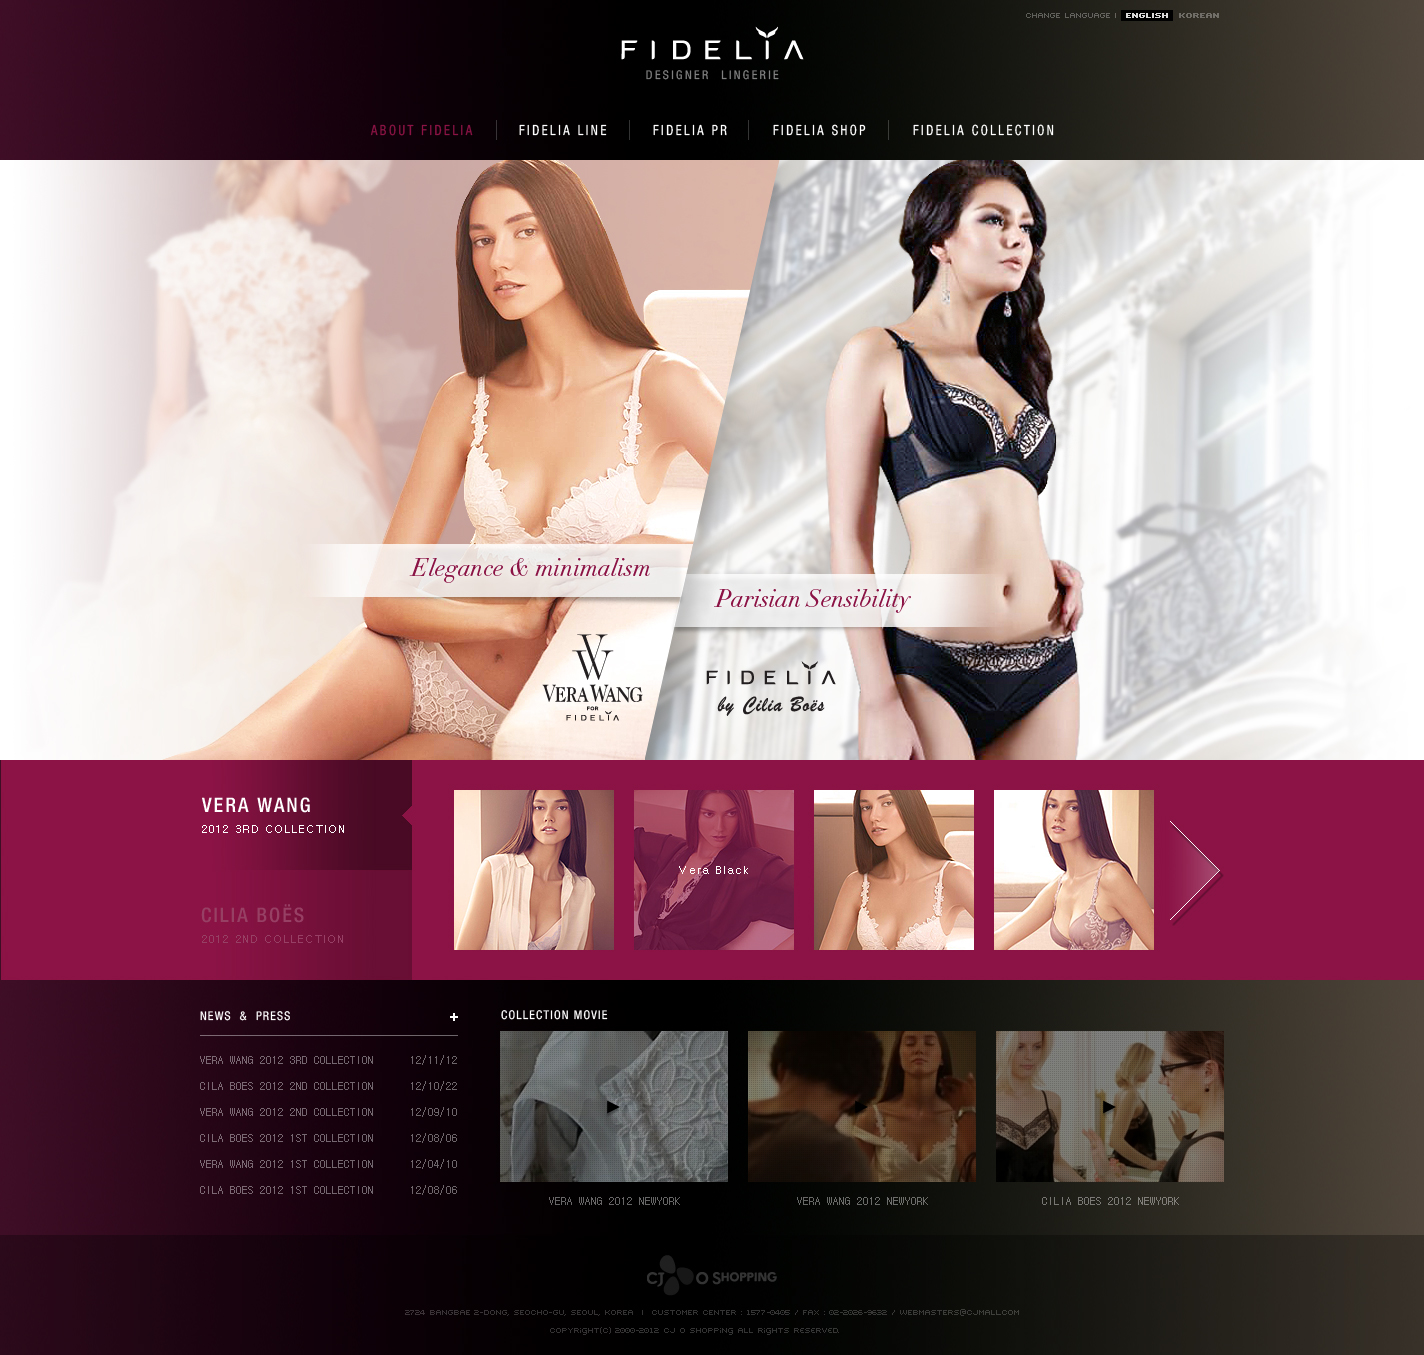 CHANGE LANGUAGE | ENGLISH KOREAN
FIDELIA
DESIGNER LINGERIE
ABOUT FIDELIA FIDELIA LINE FIDELIA PR FIDELIA SHOP FIDELIA COLLECTION
Elegance & minimalism
Parisian Sensibility
VW
VERA WANG
FOR
FIDELIA
FIDELIA
by Cilia Boës
VERA WANG
2012 3RD COLLECTION
Vera Black
CILIA BOËS
2012 2ND COLLECTION
NEWS & PRESS +
VERA WANG 2012 3RD COLLECTION 12/11/12
CILA BOES 2012 2ND COLLECTION 12/10/22
VERA WANG 2012 2ND COLLECTION 12/09/10
CILA BOES 2012 1ST COLLECTION 12/08/06
VERA WANG 2012 1ST COLLECTION 12/04/10
CILA BOES 2012 1ST COLLECTION 12/08/06
COLLECTION MOVIE
VERA WANG 2012 NEWYORK
VERA WANG 2012 NEWYORK
CILIA BOES 2012 NEWYORK
CJ O SHOPPING
2724 BANGBAE 2-DONG, SEOCHO-GU, SEOUL, KOREA | CUSTOMER CENTER : 1577-0405 / FAX : 02-2026-9632 / WEBMASTERS@CJMALL.COM
COPYRIGHT(C) 2000-2012 CJ O SHOPPING ALL RIGHTS RESERVED.